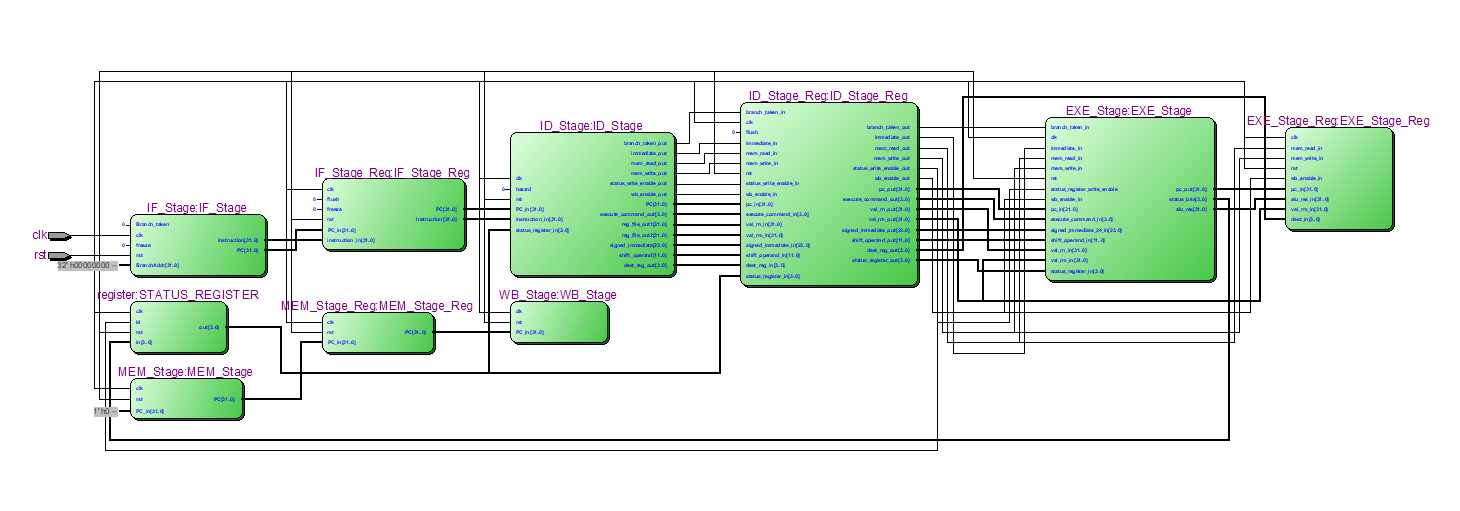 clk
rst
32' h00000000 --
IF_Stage:IF_Stage
0
Branch_taken
clk
0
freeze
rst
BranchAddr[31..0]
Instruction[31..0]
PC[31..0]
register:STATUS_REGISTER
clk
ld
rst
in[3..0]
out[3..0]
MEM_Stage:MEM_Stage
clk
rst
1' h0 --
PC_in[31..0]
PC[31..0]
IF_Stage_Reg:IF_Stage_Reg
clk
0
flush
0
freeze
rst
PC_in[31..0]
instruction_in[31..0]
PC[31..0]
Instruction[31..0]
MEM_Stage_Reg:MEM_Stage_Reg
clk
rst
PC_in[31..0]
PC[31..0]
ID_Stage:ID_Stage
clk
0
hazard
rst
PC_in[31..0]
instruction_in[31..0]
status_register_in[3..0]
branch_taken_out
immediate_out
mem_read_out
mem_write_out
status_write_enable_out
wb_enable_out
PC[31..0]
execute_command_out[3..0]
reg_file_out1[31..0]
reg_file_out2[31..0]
signed_immediate[23..0]
shift_operand[11..0]
dest_reg_out[3..0]
WB_Stage:WB_Stage
clk
rst
PC_in[31..0]
ID_Stage_Reg:ID_Stage_Reg
branch_taken_in
clk
0
flush
immediate_in
mem_read_in
mem_write_in
rst
status_write_enable_in
wb_enable_in
pc_in[31..0]
execute_command_in[3..0]
val_rn_in[31..0]
val_rm_in[31..0]
signed_immediate_in[23..0]
shift_operand_in[11..0]
dest_reg_in[3..0]
status_register_in[3..0]
branch_taken_out
immediate_out
mem_read_out
mem_write_out
status_write_enable_out
wb_enable_out
pc_out[31..0]
execute_command_out[3..0]
val_rn_out[31..0]
val_rm_out[31..0]
signed_immediate_out[23..0]
shift_operand_out[11..0]
dest_reg_out[3..0]
status_register_out[3..0]
EXE_Stage:EXE_Stage
branch_taken_in
clk
immediate_in
mem_read_in
mem_write_in
rst
status_register_write_enable
wb_enable_in
pc_in[31..0]
execute_command_in[3..0]
signed_immediate_24_in[23..0]
shift_operand_in[11..0]
val_rn_in[31..0]
val_rm_in[31..0]
status_register_in[3..0]
pc_out[31..0]
status_bits[3..0]
alu_res[31..0]
EXE_Stage_Reg:EXE_Stage_Reg
clk
mem_read_in
mem_write_in
rst
wb_enable_in
pc_in[31..0]
alu_res_in[31..0]
val_rm_in[31..0]
dest_in[3..0]